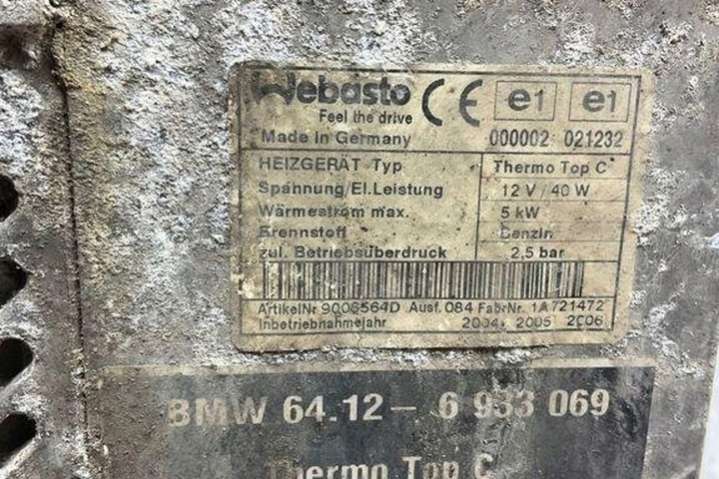 Webasto CE e1 e1
Feel the drive
Made in Germany 000002 021232
HEIZGERÄT Typ Thermo Top C
Spannung/El.Leistung 12 V / 40 W
Wärmestrom max. 5 kW
Brennstoff Benzin
zul. Betriebsüberdruck 2,5 bar
ArtikelNr 9006564D Ausf. 084 FabrNr. 1A721472
Inbetriebnahmejahr 2004 2005 2006
BMW 64.12 - 6 933 069
Thermo Top C